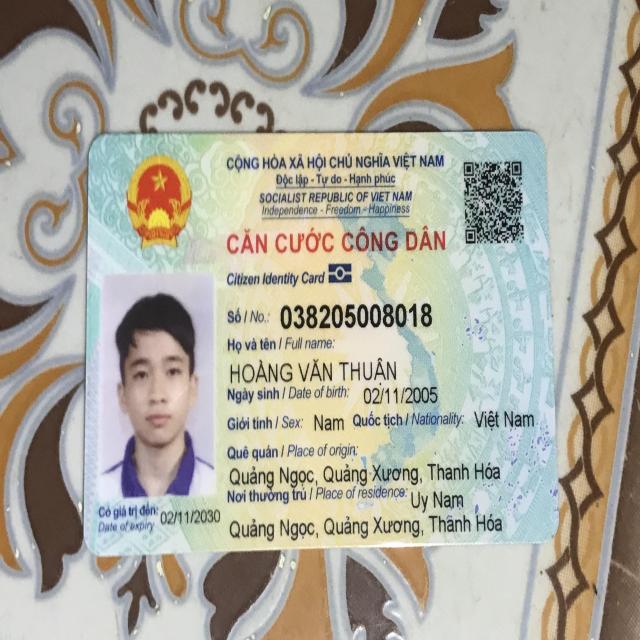 CỘNG HÒA XÃ HỘI CHỦ NGHĨA VIỆT NAM
Độc lập - Tự do - Hạnh phúc
SOCIALIST REPUBLIC OF VIET NAM
Independence - Freedom - Happiness
CĂN CƯỚC CÔNG DÂN
Citizen Identity Card
Số / No.: 038205008018
Họ và tên / Full name:
HOÀNG VĂN THUẬN
Ngày sinh / Date of birth: 02/11/2005
Giới tính / Sex: Nam Quốc tịch / Nationality: Việt Nam
Quê quán / Place of origin:
Quảng Ngọc, Quảng Xương, Thanh Hóa
Nơi thường trú / Place of residence: Uy Nam
Quảng Ngọc, Quảng Xương, Thanh Hóa
Có giá trị đến: 02/11/2030
Date of expiry